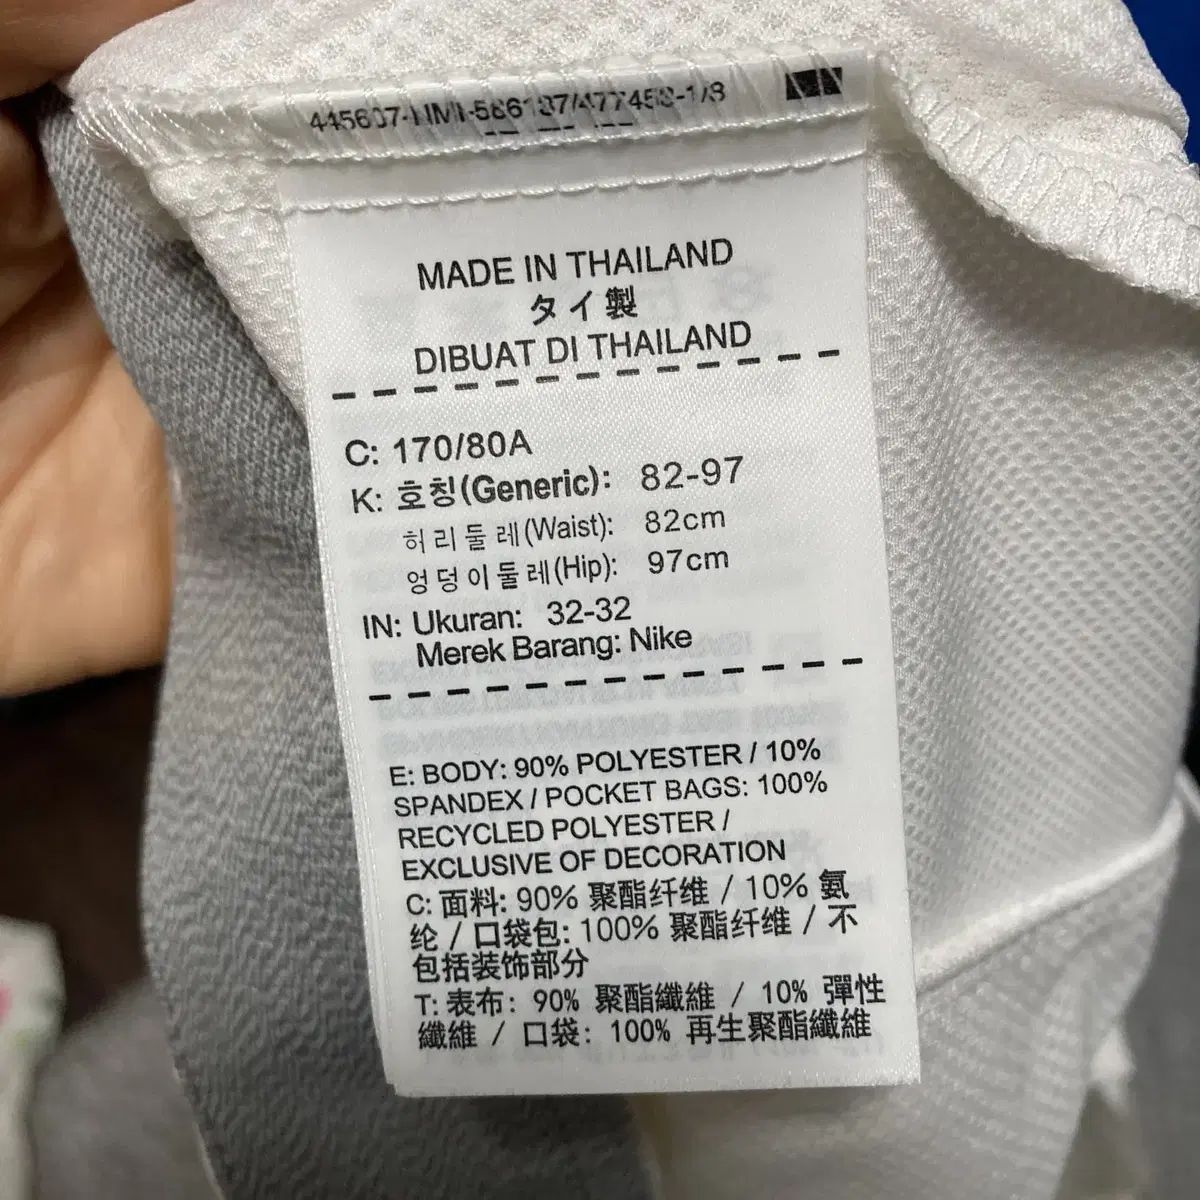 MADE IN THAILAND
タイ製
DIBUAT DI THAILAND
C: 170/80A
K: 호칭(Generic): 82-97
허리둘레(Waist): 82cm
엉덩이둘레(Hip): 97cm
IN: Ukuran: 32-32
Merek Barang: Nike
E: BODY: 90% POLYESTER / 10%
SPANDEX / POCKET BAGS: 100%
RECYCLED POLYESTER /
EXCLUSIVE OF DECORATION
C: 面料: 90% 聚酯纤维 / 10% 氨
纶 / 口袋包: 100% 聚酯纤维 / 不
包括装饰部分
T: 表布: 90% 聚酯纖維 / 10% 彈性
纖維 / 口袋: 100% 再生聚酯纖維